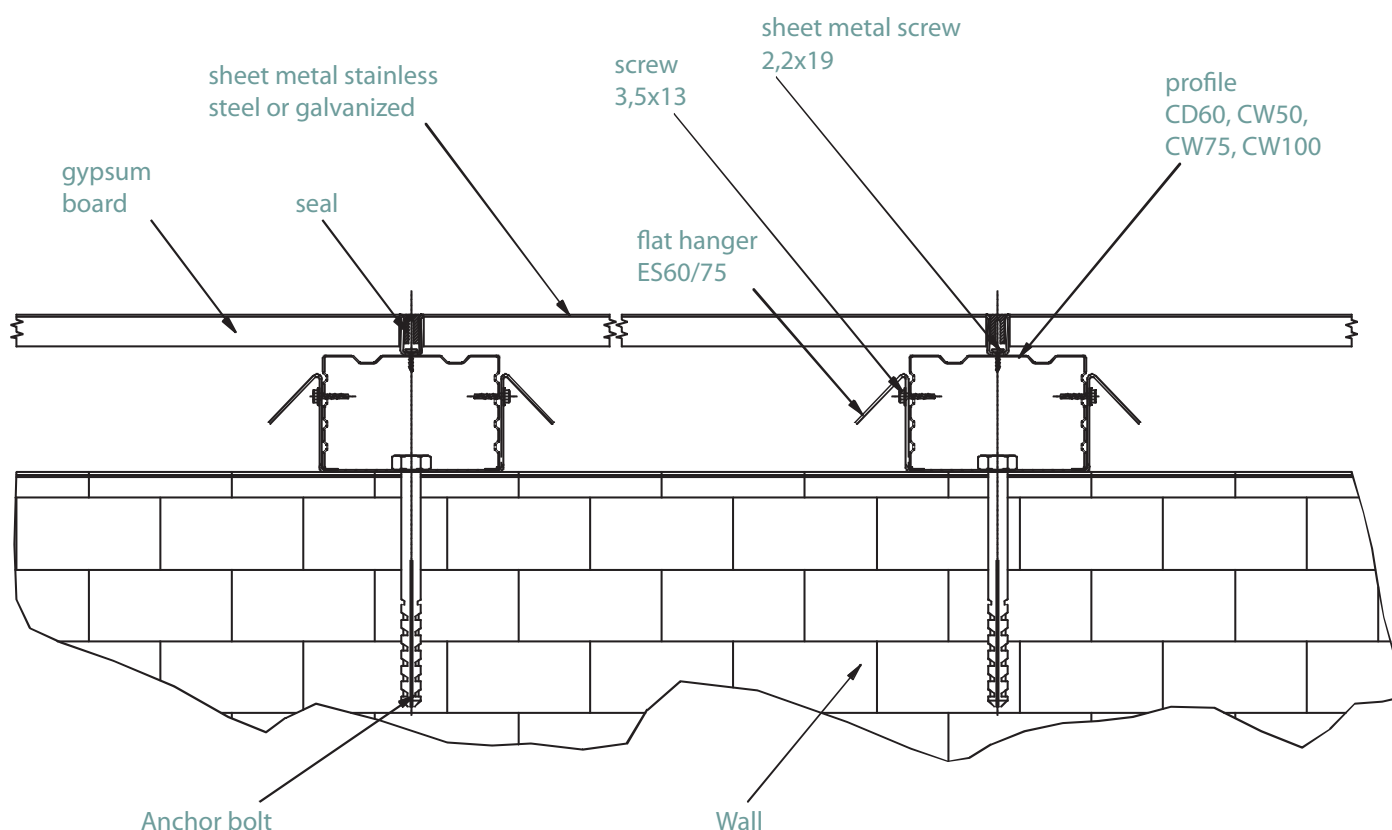 sheet metal screw
2,2x19
screw
3,5x13
sheet metal stainless
steel or galvanized
profile
CD60, CW50,
CW75, CW100
gypsum
board
seal
flat hanger
ES60/75
Anchor bolt
Wall